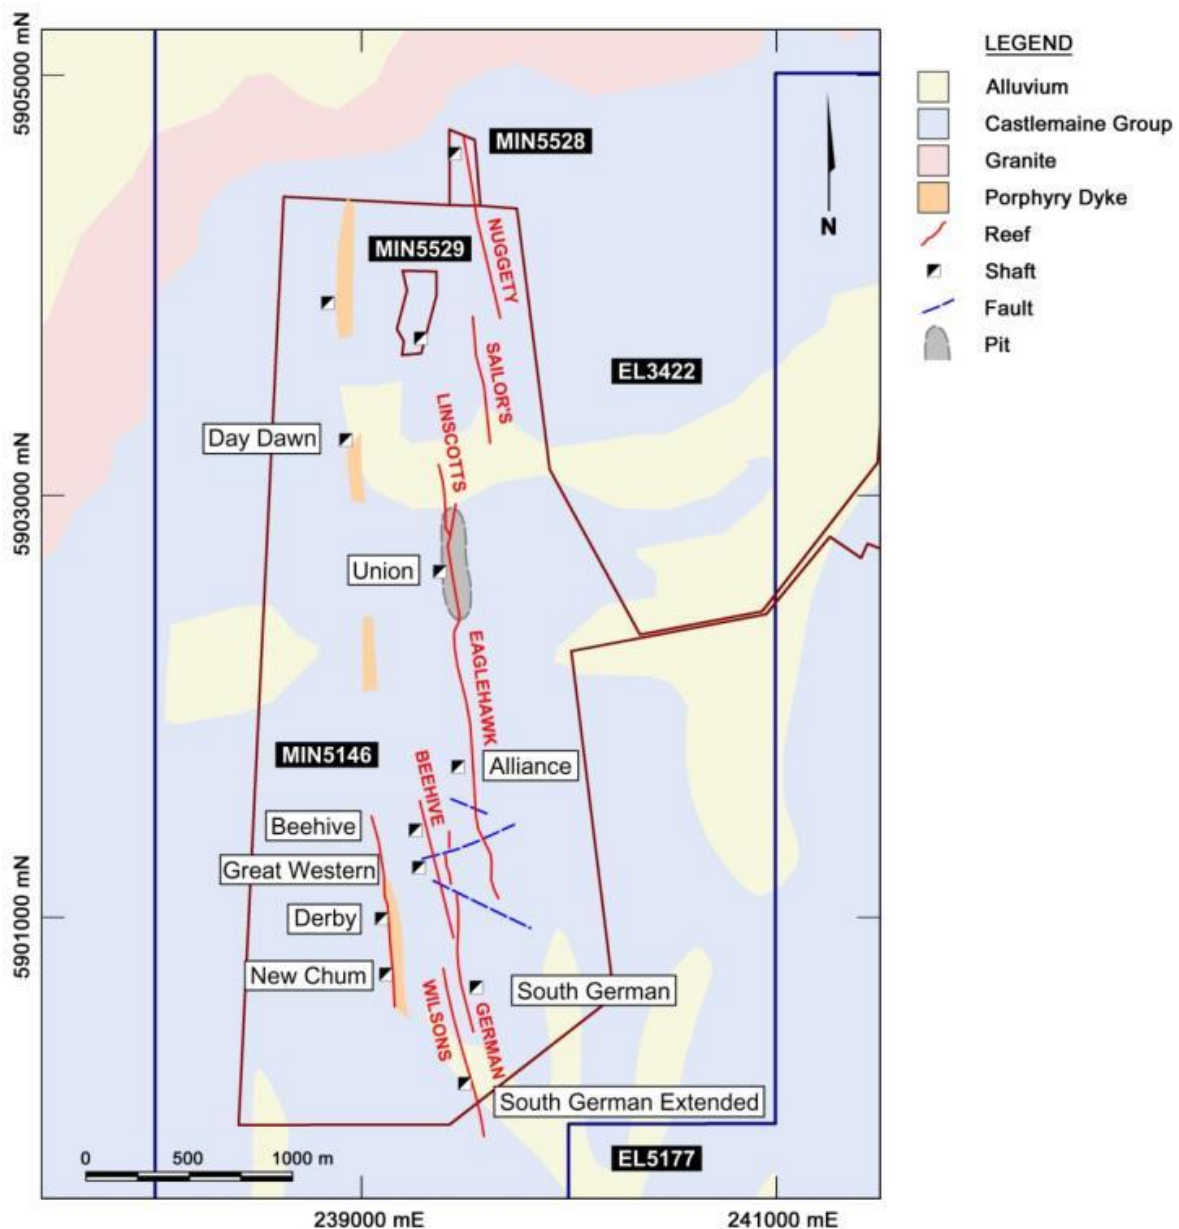 5905000 mN
5903000 mN
5901000 mN
MIN5528
NUGGETY
MIN5529
SAILOR'S
EL3422
N
LINSCOTTS
Day Dawn
Union
EAGLEHAWK
MIN5146
BEEHIVE
Alliance
Beehive
Great Western
Derby
New Chum
WILSONS
GERMAN
South German
South German Extended
EL5177
0 500 1000 m
239000 mE 241000 mE
LEGEND
Alluvium
Castlemaine Group
Granite
Porphyry Dyke
Reef
Shaft
Fault
Pit